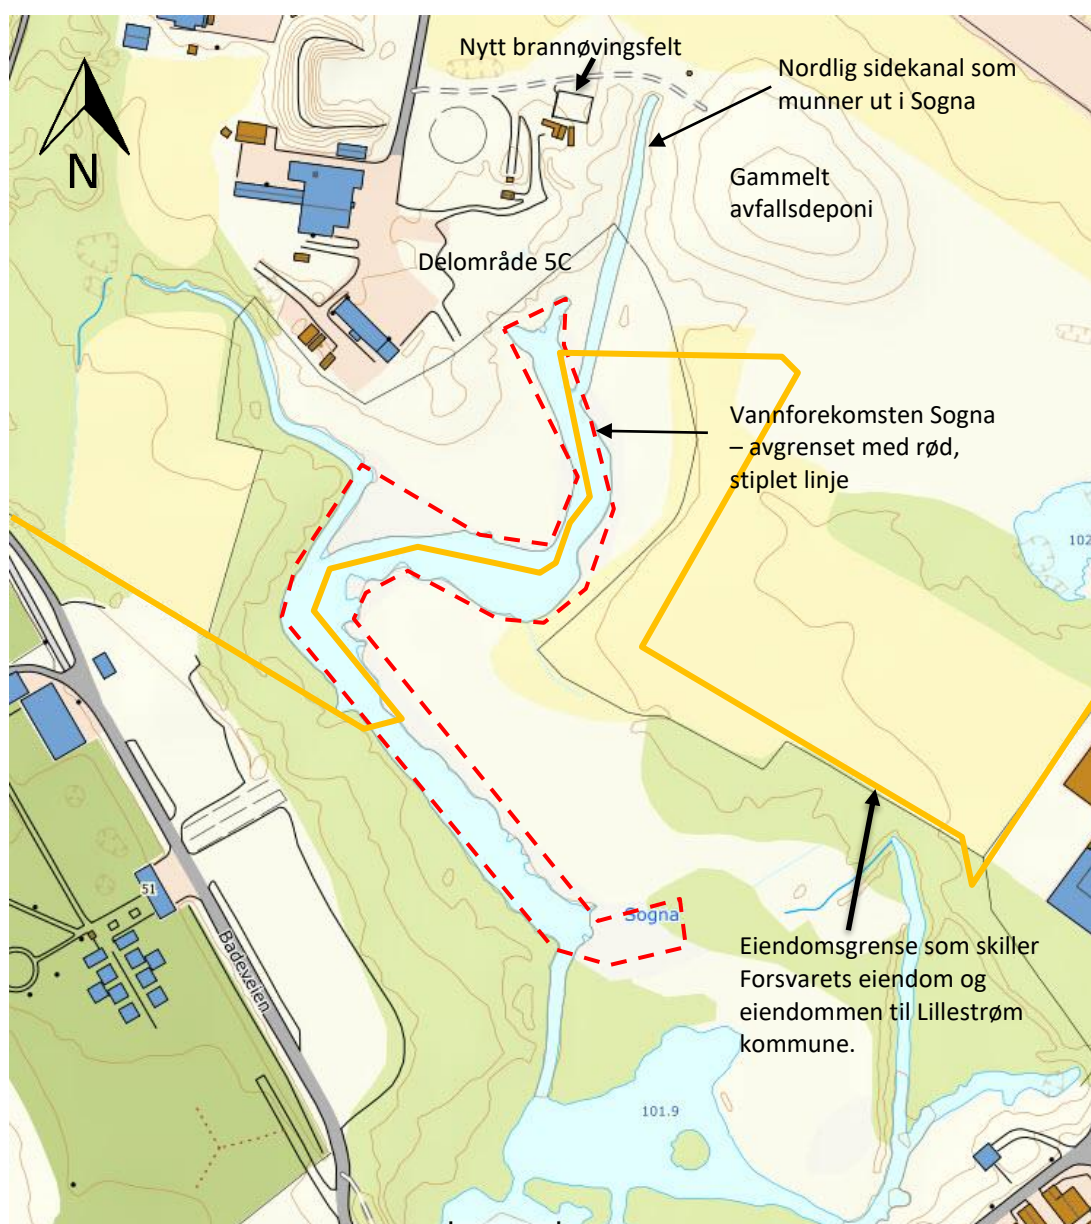 Nytt brannøvingsfelt
Nordlig sidekanal som
munner ut i Sogna
N
Gammelt
avfallsdeponi
Delområde 5C
Vannforekomsten Sogna
– avgrenset med rød,
stiplet linje
102
51
Sogna
Badeveien
Eiendomsgrense som skiller
Forsvarets eiendom og
eiendommen til Lillestrøm
kommune.
101.9